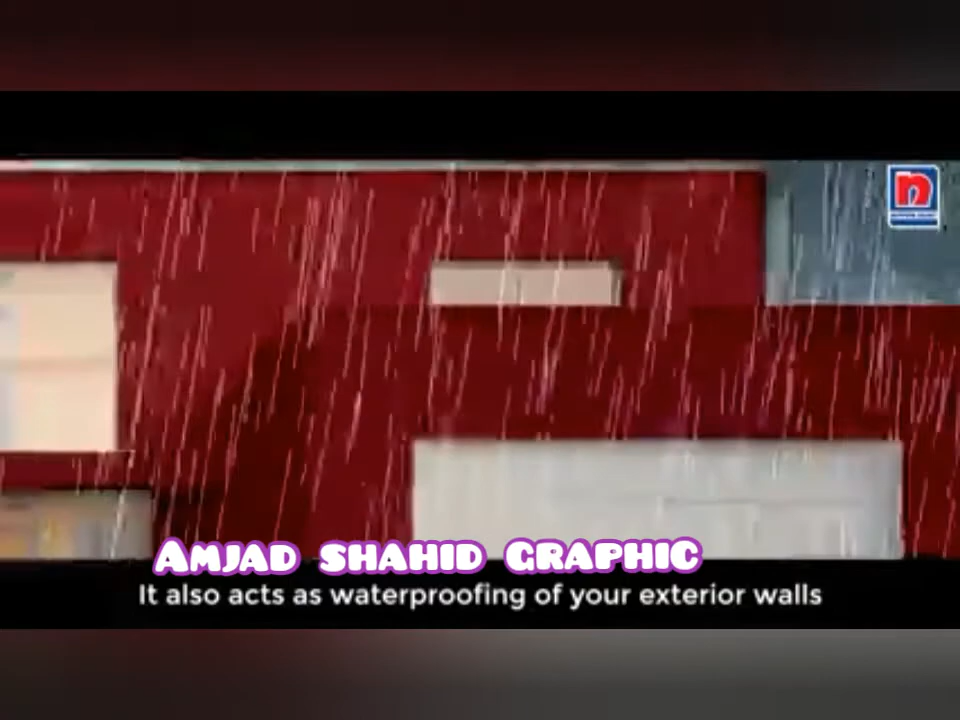 n
AMJAD SHAHID GRAPHIC
It also acts as waterproofing of your exterior walls